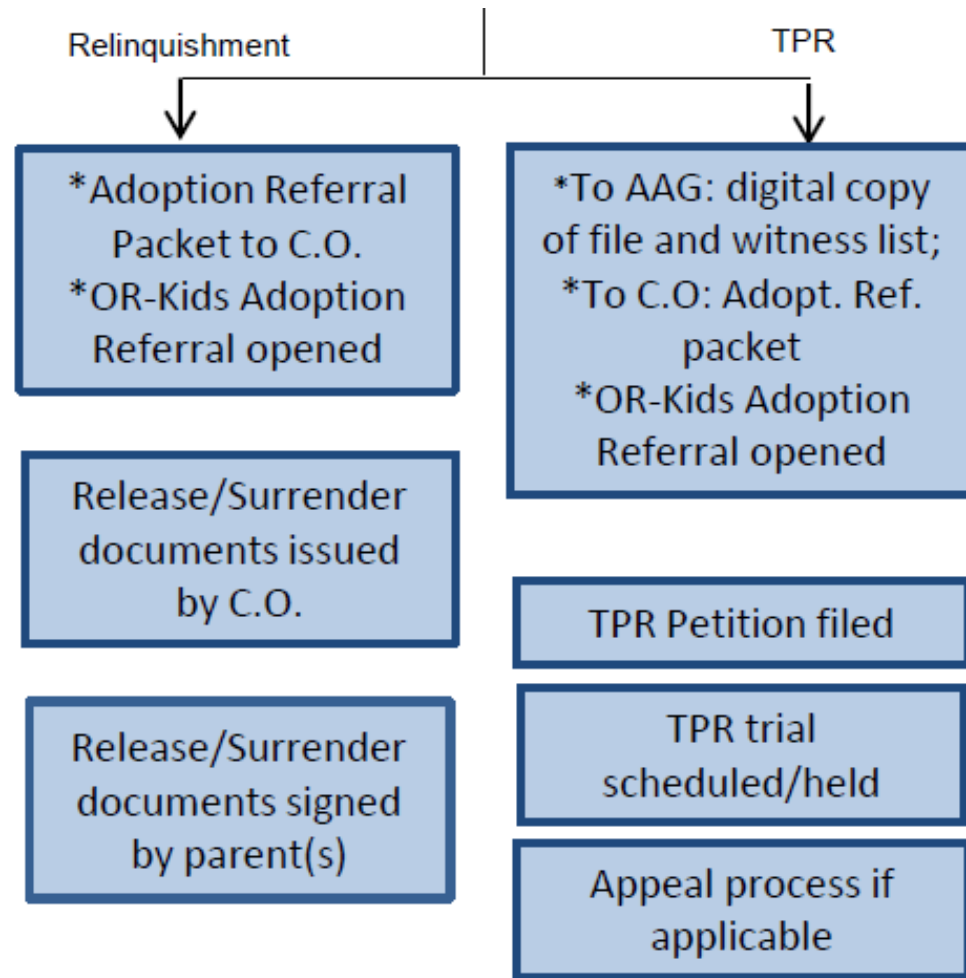 Relinquishment
TPR
*Adoption Referral
Packet to C.O.
*OR-Kids Adoption
Referral opened
Release/Surrender
documents issued
by C.O.
Release/Surrender
documents signed
by parent(s)
*To AAG: digital copy
of file and witness list;
*To C.O: Adopt. Ref.
packet
*OR-Kids Adoption
Referral opened
TPR Petition filed
TPR trial
scheduled/held
Appeal process if
applicable